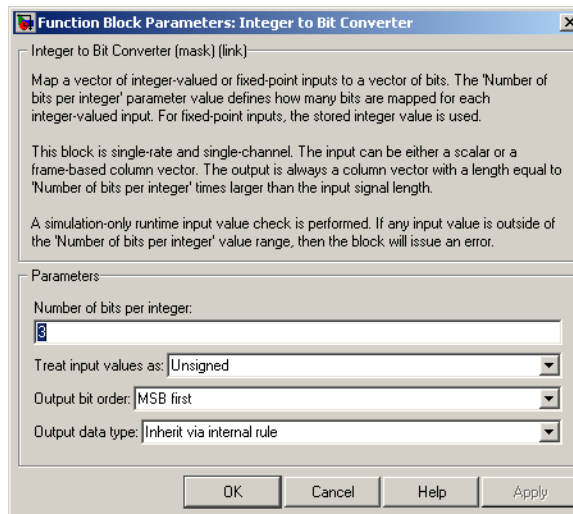 Function Block Parameters: Integer to Bit Converter
Integer to Bit Converter (mask) (link)
Map a vector of integer-valued or fixed-point inputs to a vector of bits. The 'Number of
bits per integer' parameter value defines how many bits are mapped for each
integer-valued input. For fixed-point inputs, the stored integer value is used.
This block is single-rate and single-channel. The input can be either a scalar or a
frame-based column vector. The output is always a column vector with a length equal to
'Number of bits per integer' times larger than the input signal length.
A simulation-only runtime input value check is performed. If any input value is outside of
the 'Number of bits per integer' value range, then the block will issue an error.
Parameters
Number of bits per integer:
3
Treat input values as: Unsigned
Output bit order: MSB first
Output data type: Inherit via internal rule
OK Cancel Help Apply